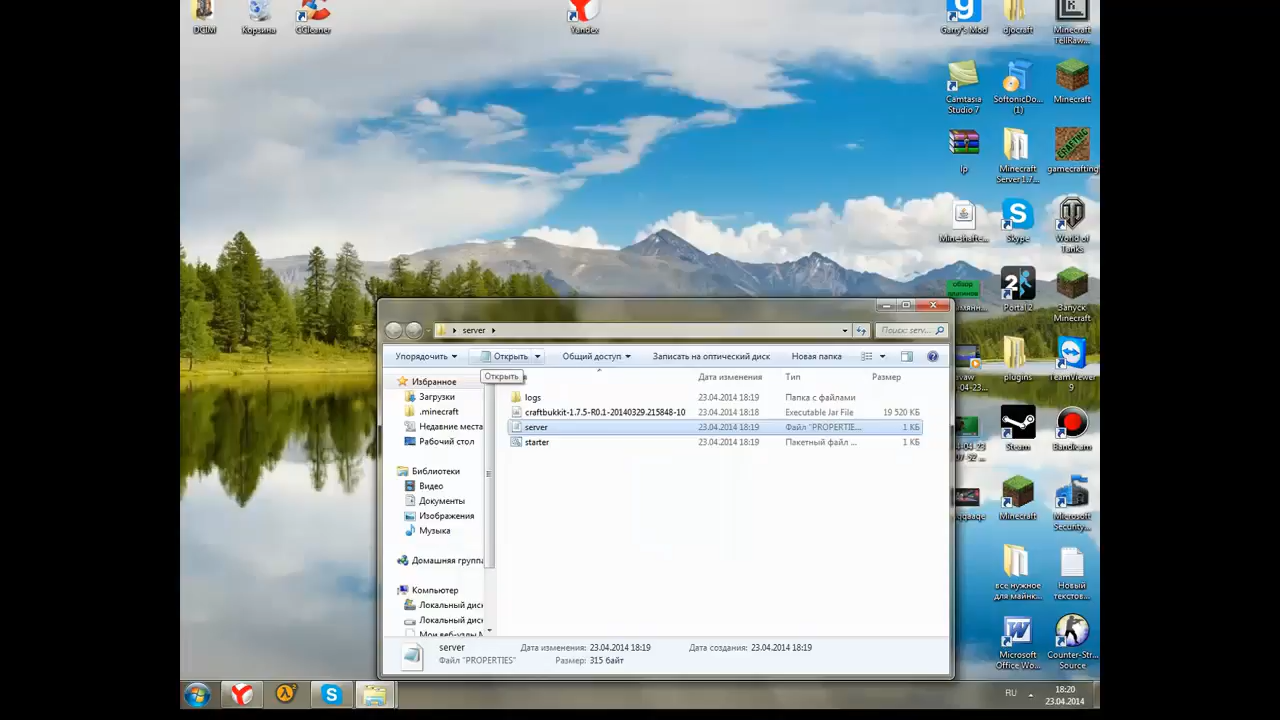 DCIM
Корзина
CCleaner
Yandex
Garry's Mod
djocraft
Minecraft TellRaw...
Camtasia Studio 7
SoftonicDo... (1)
Minecraft
lp
Minecraft Server 1.7...
gamecrafting
Mineshafte...
Skype
World of Tanks
обзор
Portal 2
Запуск Minecraft
plugins
TeamViewer 9
Steam
Bandicam
Minecraft
Microsoft Security...
все нужное для майнк...
Новый текстов...
Microsoft Office Wo...
Counter-Str... Source
server
Поиск: serv...
Упорядочить
Открыть
Общий доступ
Записать на оптический диск
Новая папка
Открыть
Дата изменения
Тип
Размер
Избранное
Загрузки
.minecraft
Недавние места
Рабочий стол
Библиотеки
Видео
Документы
Изображения
Музыка
Домашняя группа
Компьютер
Локальный диск
Локальный диск
logs 23.04.2014 18:19 Папка с файлами
craftbukkit-1.7.5-R0.1-20140329.215848-10 23.04.2014 18:18 Executable Jar File 19 520 КБ
server 23.04.2014 18:19 Файл "PROPERTIE... 1 КБ
starter 23.04.2014 18:19 Пакетный файл ... 1 КБ
server Дата изменения: 23.04.2014 18:19 Дата создания: 23.04.2014 18:19
Файл "PROPERTIES" Размер: 315 байт
RU
18:20
23.04.2014